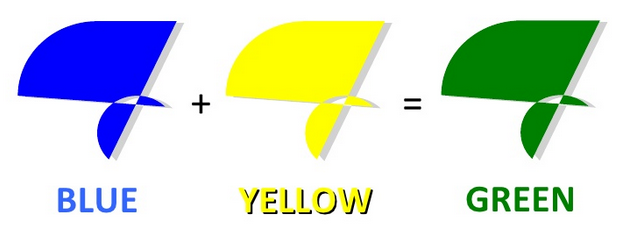 + =
BLUE YELLOW GREEN